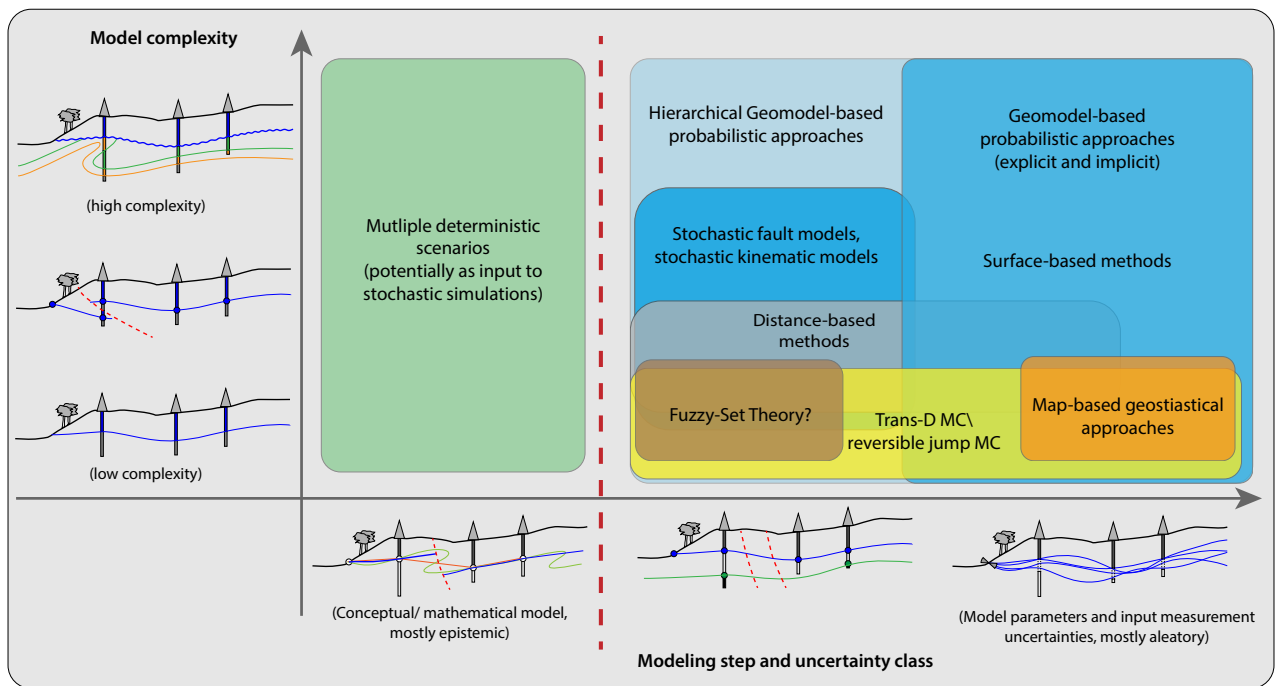 Model complexity
(high complexity)
(low complexity)
Mutliple deterministic
scenarios
(potentially as input to
stochastic simulations)
Hierarchical Geomodel-based
probabilistic approaches
Geomodel-based
probabilistic approaches
(explicit and implicit)
Stochastic fault models,
stochastic kinematic models
Surface-based methods
Distance-based
methods
Fuzzy-Set Theory?
Trans-D MC\
reversible jump MC
Map-based geostiastical
approaches
(Conceptual/ mathematical model,
mostly epistemic)
(Model parameters and input measurement
uncertainties, mostly aleatory)
Modeling step and uncertainty class